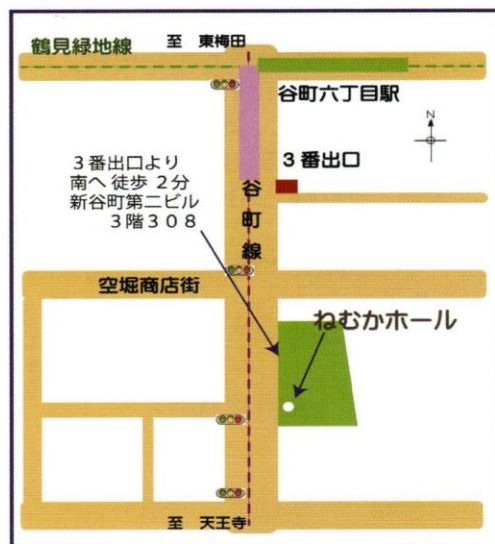 至 東梅田
鶴見緑地線
谷町六丁目駅
N
3番出口
3番出口より
南へ 徒歩 2分
新谷町第二ビル
3階308
谷町線
空堀商店街
ねむかホール
至 天王寺